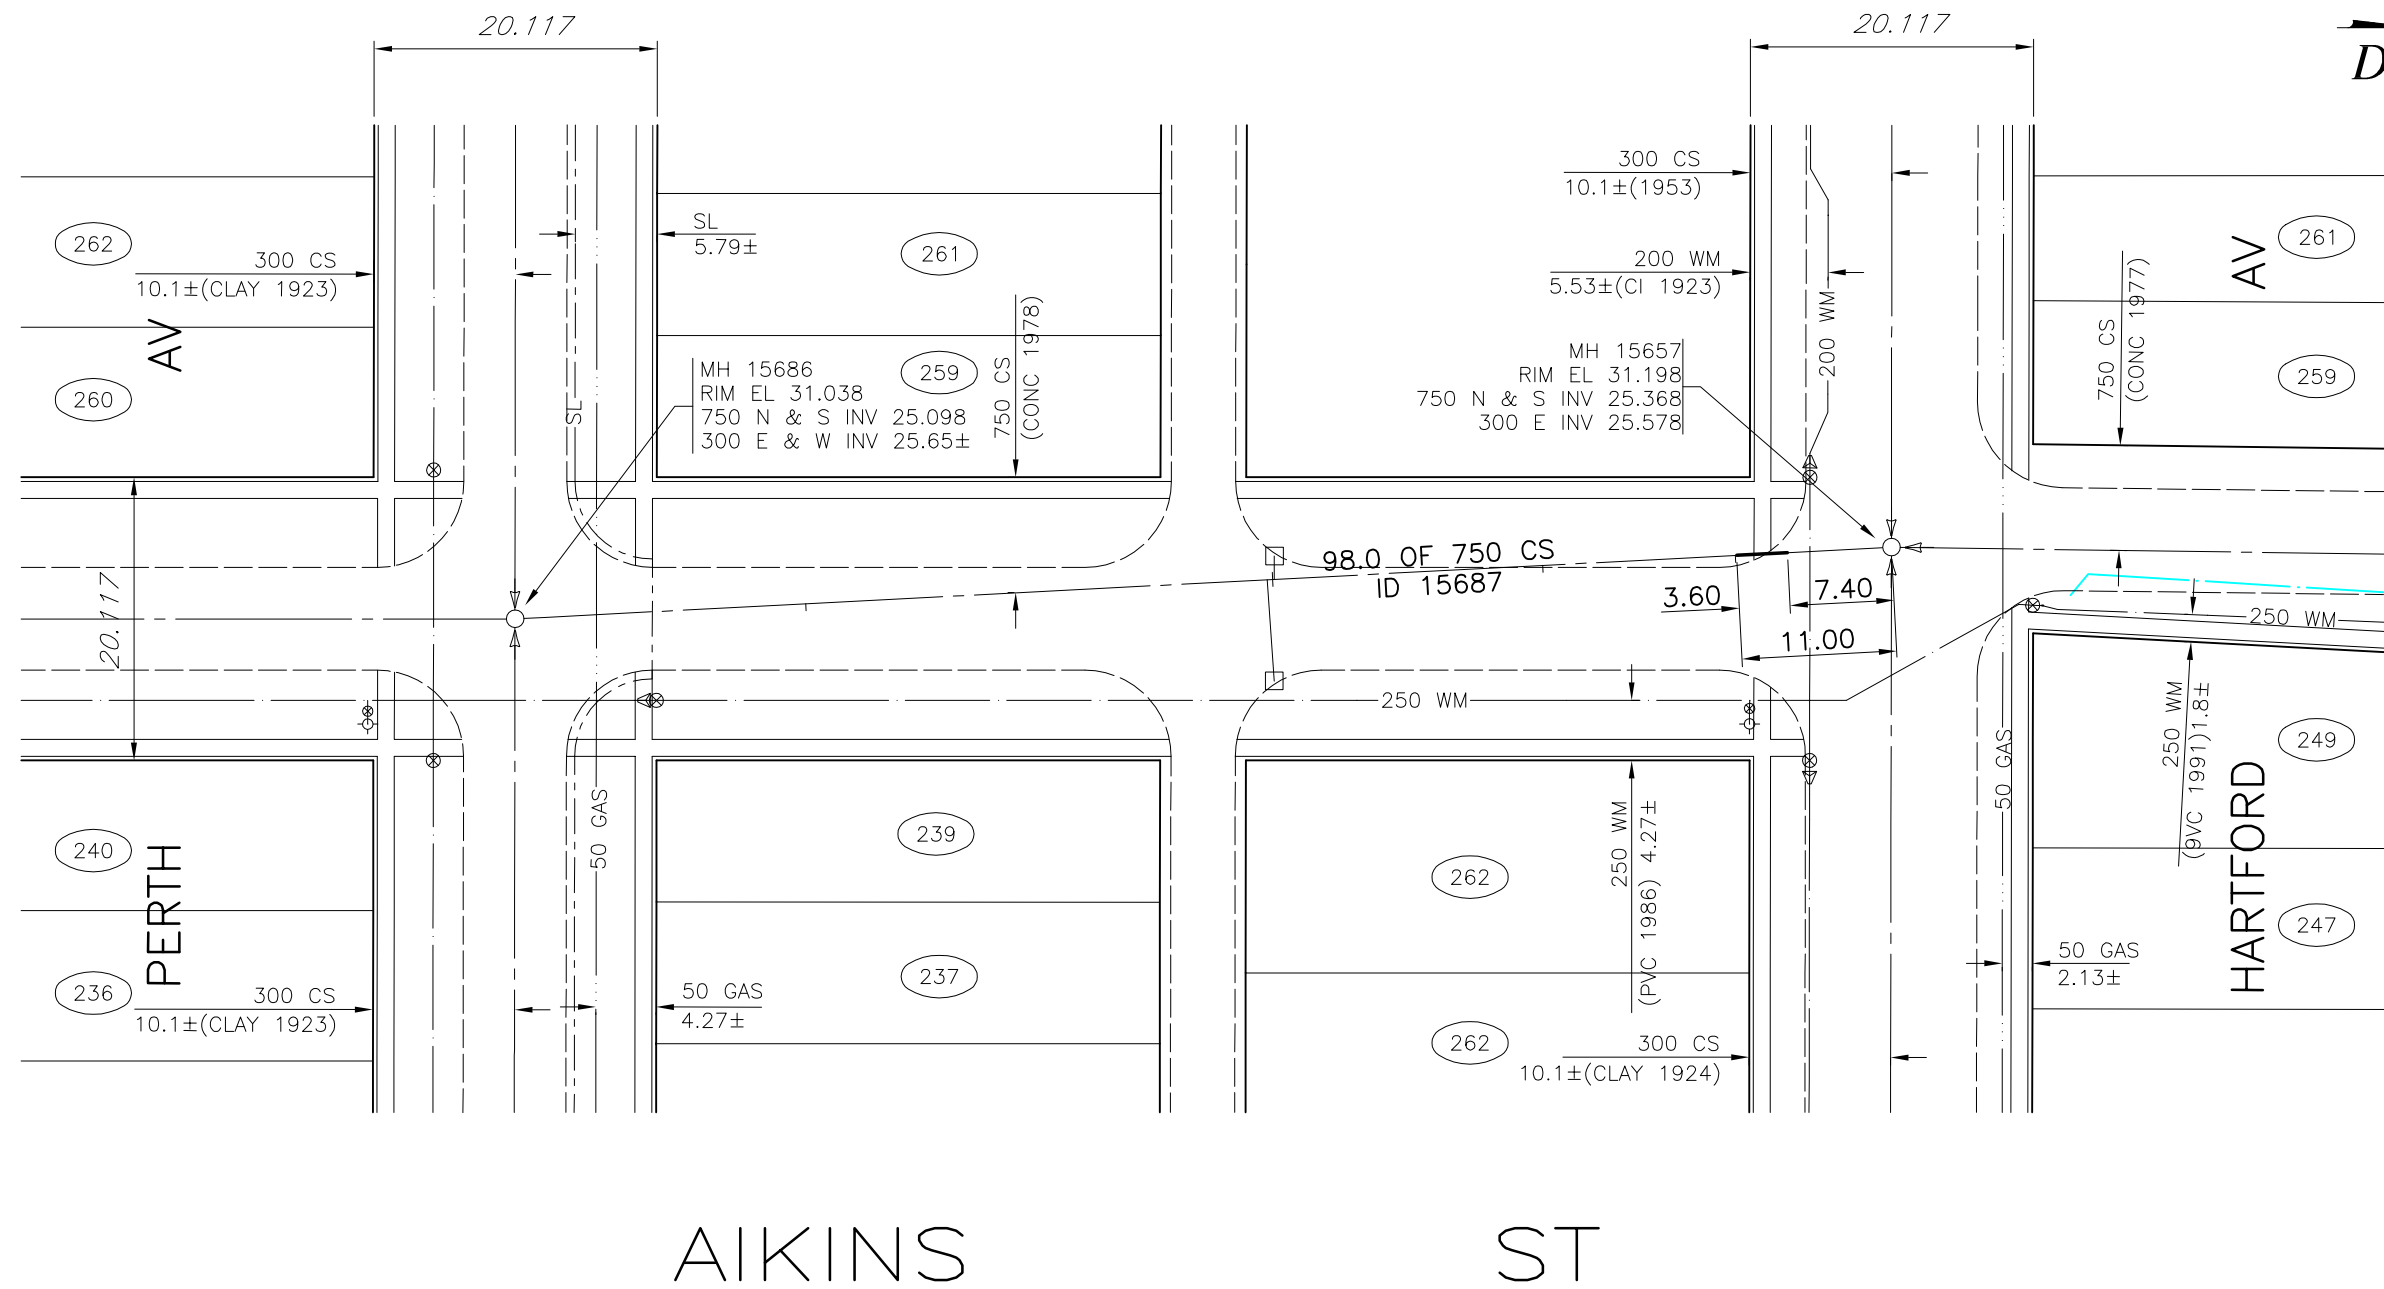 20.117
20.117
D
262
300 CS
10.1±(CLAY 1923)
AV
260
SL
5.79±
261
SL
MH 15686
RIM EL 31.038
750 N & S INV 25.098
300 E & W INV 25.65±
259
750 CS
(CONC 1978)
300 CS
10.1±(1953)
200 WM
5.53±(CI 1923)
200 WM
MH 15657
RIM EL 31.198
750 N & S INV 25.368
300 E INV 25.578
AV
261
750 CS
(CONC 1977)
259
20.117
98.0 OF 750 CS
ID 15687
3.60
7.40
11.00
250 WM
250 WM
240
PERTH
236
300 CS
10.1±(CLAY 1923)
50 GAS
239
237
50 GAS
4.27±
262
250 WM
(PVC 1986) 4.27±
262
300 CS
10.1±(CLAY 1924)
50 GAS
250 WM
(9VC 1991)1.8±
HARTFORD
249
247
50 GAS
2.13±
AIKINS ST